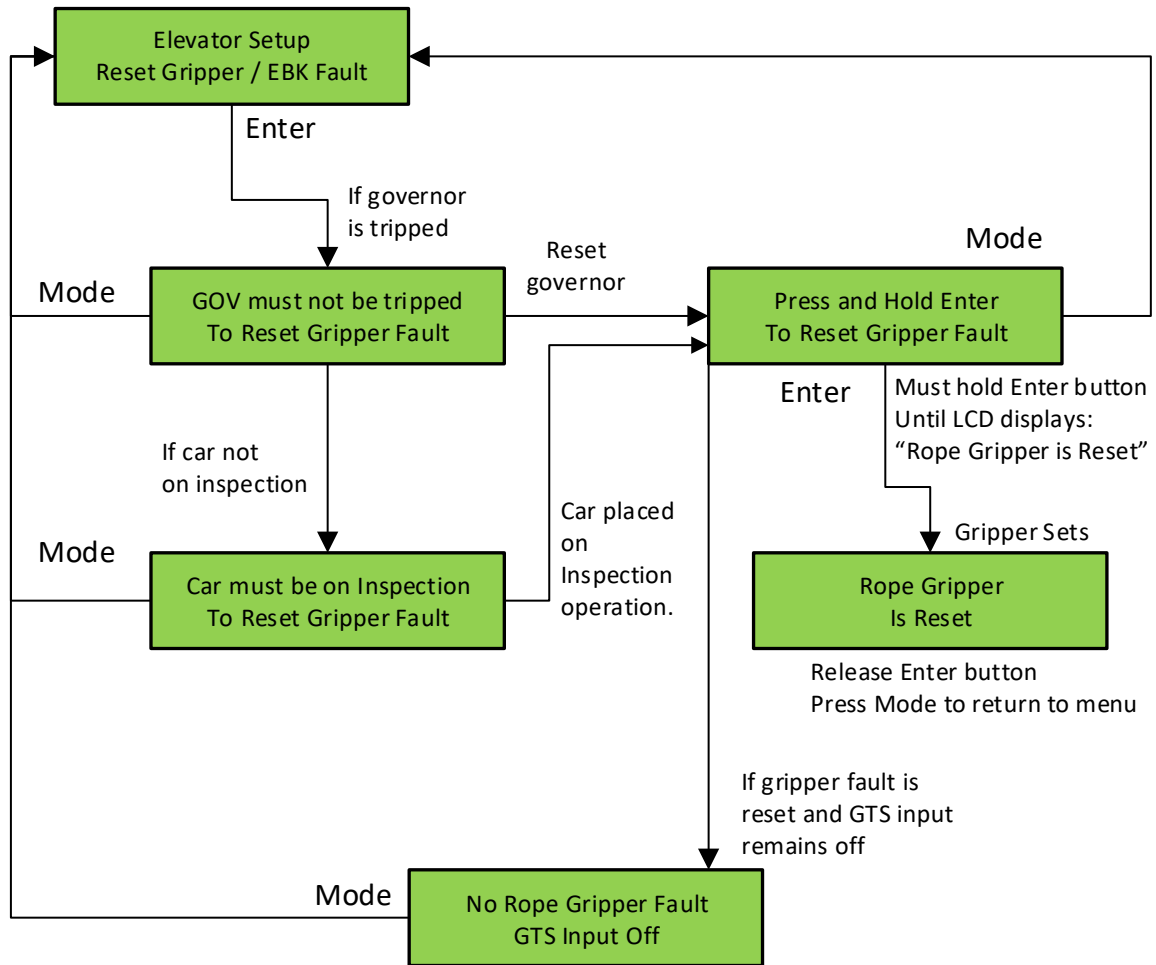 Elevator Setup
Reset Gripper / EBK Fault
Enter
If governor
is tripped
Mode
GOV must not be tripped
To Reset Gripper Fault
Reset
governor
Mode
Press and Hold Enter
To Reset Gripper Fault
Enter
Must hold Enter button
Until LCD displays:
“Rope Gripper is Reset”
If car not
on inspection
Mode
Car must be on Inspection
To Reset Gripper Fault
Car placed
on
Inspection
operation.
Gripper Sets
Rope Gripper
Is Reset
Release Enter button
Press Mode to return to menu
If gripper fault is
reset and GTS input
remains off
Mode
No Rope Gripper Fault
GTS Input Off